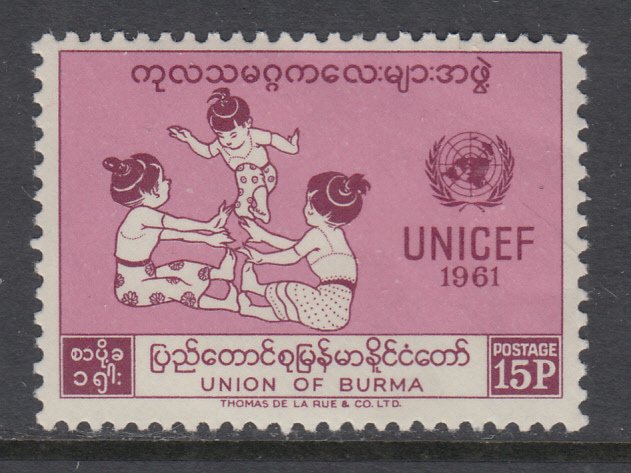 ကုလသမဂ္ဂကလေးများအဖွဲ့
UNICEF
1961
စာပို့ခ
၁၅ပြါး
ပြည်ထောင်စုမြန်မာနိုင်ငံတော်
UNION OF BURMA
POSTAGE
15P
THOMAS DE LA RUE & CO. LTD.